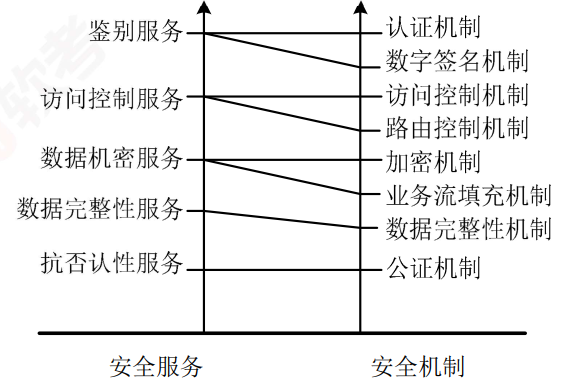 鉴别服务
认证机制
数字签名机制
访问控制服务
访问控制机制
路由控制机制
数据机密服务
加密机制
业务流填充机制
数据完整性服务
数据完整性机制
抗否认性服务
公证机制
安全服务
安全机制
软考